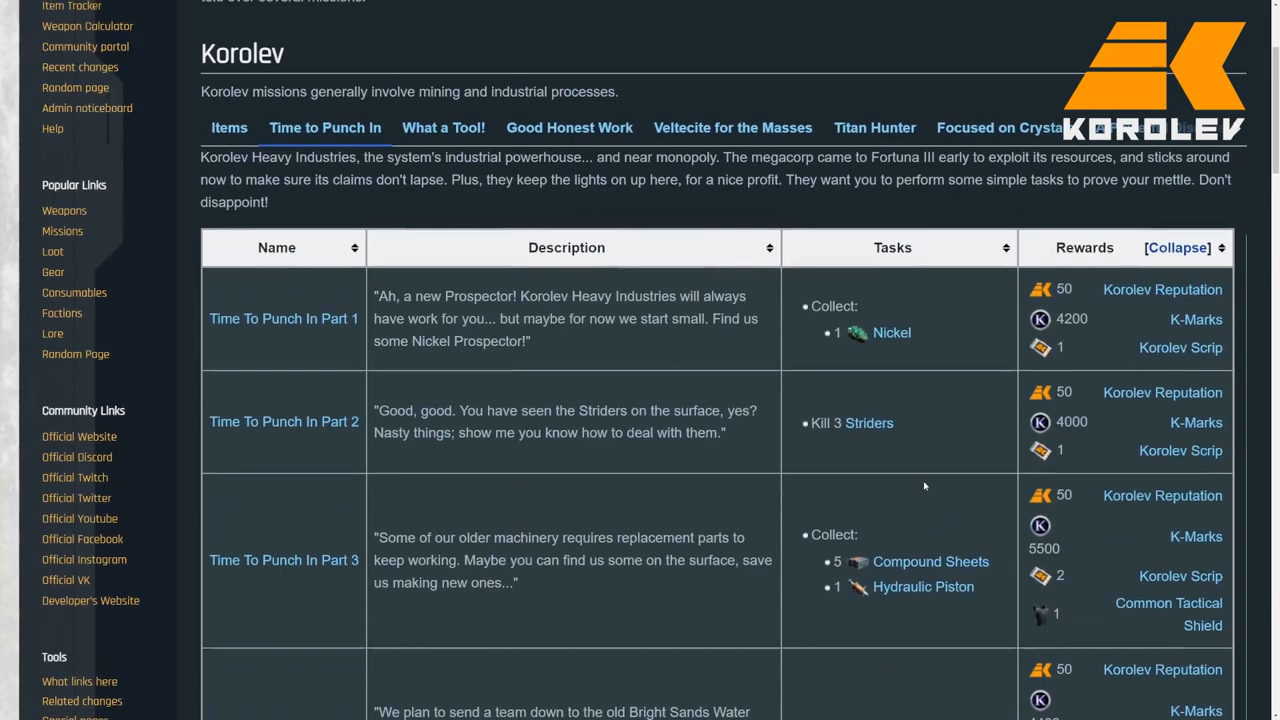 Item Tracker
Weapon Calculator
Community portal
Recent changes
Random page
Admin noticeboard
Help
Popular Links
Weapons
Missions
Loot
Gear
Consumables
Factions
Lore
Random Page
Community Links
Official Website
Official Discord
Official Twitch
Official Twitter
Official Youtube
Official Facebook
Official Instagram
Official VK
Developer's Website
Tools
What links here
Related changes
Korolev
KOROLEV
Korolev missions generally involve mining and industrial processes.
Items Time to Punch In What a Tool! Good Honest Work Veltecite for the Masses Titan Hunter Focused on
Korolev Heavy Industries, the system's industrial powerhouse... and near monopoly. The megacorp came to Fortuna III early to exploit its resources, and sticks around
now to make sure its claims don't lapse. Plus, they keep the lights on up here, for a nice profit. They want you to perform some simple tasks to prove your mettle. Don't
disappoint!
Name Description Tasks Rewards [Collapse]
Time To Punch In Part 1
"Ah, a new Prospector! Korolev Heavy Industries will always
have work for you... but maybe for now we start small. Find us
some Nickel Prospector!"
Collect:
1 Nickel
50 Korolev Reputation
4200 K-Marks
1 Korolev Scrip
Time To Punch In Part 2
"Good, good. You have seen the Striders on the surface, yes?
Nasty things; show me you know how to deal with them."
Kill 3 Striders
50 Korolev Reputation
4000 K-Marks
1 Korolev Scrip
Time To Punch In Part 3
"Some of our older machinery requires replacement parts to
keep working. Maybe you can find us some on the surface, save
us making new ones..."
Collect:
5 Compound Sheets
1 Hydraulic Piston
50 Korolev Reputation
K-Marks
5500
2 Korolev Scrip
1 Common Tactical
Shield
"We plan to send a team down to the old Bright Sands Water
50 Korolev Reputation
K-Marks